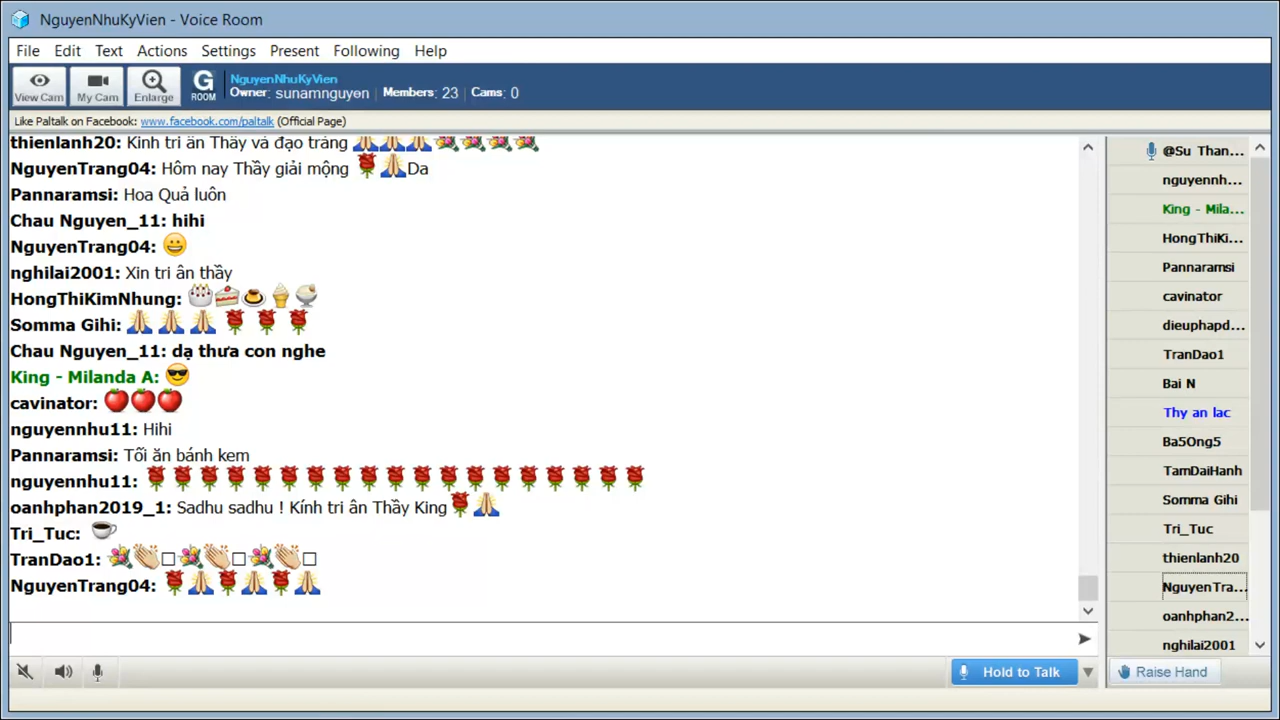 NguyenNhuKyVien - Voice Room
File Edit Text Actions Settings Present Following Help
View Cam My Cam Enlarge G ROOM
NguyenNhuKyVien
Owner: sunamnguyen | Members: 23 | Cams: 0
Like Paltalk on Facebook: www.facebook.com/paltalk (Official Page)
thienlanh20: Kính tri ân Thầy và đạo tràng 🙏🙏🙏💐💐💐💐
NguyenTrang04: Hôm nay Thầy giải mộng 🌹🙏Da
Pannaramsi: Hoa Quả luôn
Chau Nguyen_11: hihi
NguyenTrang04: 😀
nghilai2001: Xin tri ân thầy
HongThiKimNhung: 🎂🍰🍮🍦🍨
Somma Gihi: 🙏🙏🙏🌹🌹🌹
Chau Nguyen_11: dạ thưa con nghe
King - Milanda A: 😎
cavinator: 🍎🍎🍎
nguyennhu11: Hihi
Pannaramsi: Tối ăn bánh kem
nguyennhu11: 🌹🌹🌹🌹🌹🌹🌹🌹🌹🌹🌹🌹🌹🌹🌹🌹🌹🌹🌹
oanhphan2019_1: Sadhu sadhu ! Kính tri ân Thầy King🌹🙏
Tri_Tuc: ☕
TranDao1: 💐👏□💐👏□💐👏□
NguyenTrang04: 🌹🙏🌹🙏🌹🙏
@Su Than...
nguyennh...
King - Mila...
HongThiKi...
Pannaramsi
cavinator
dieuphapd...
TranDao1
Bai N
Thy an lac
Ba5Ong5
TamDaiHanh
Somma Gihi
Tri_Tuc
thienlanh20
NguyenTra...
oanhphan2...
nghilai2001
Hold to Talk
Raise Hand